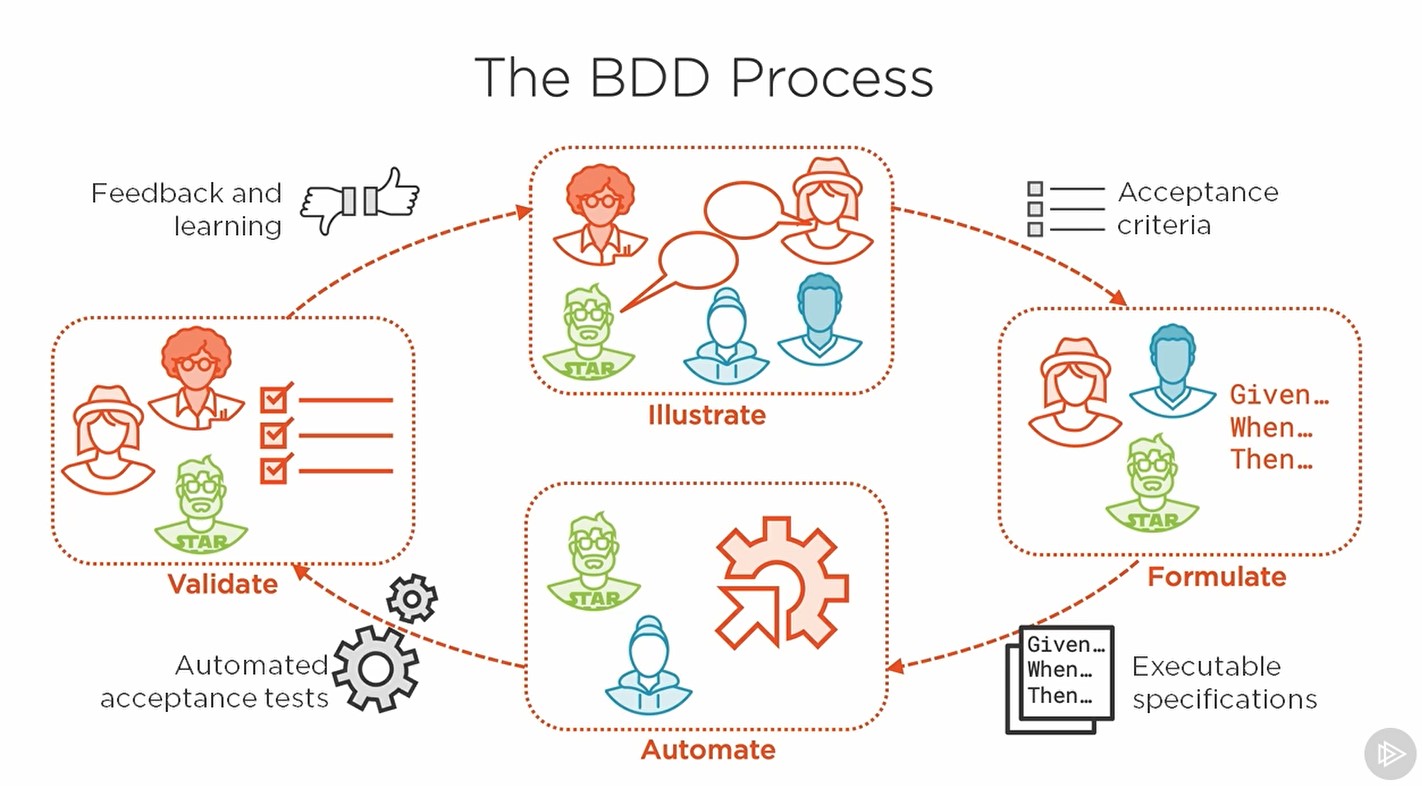 The BDD Process
Feedback and
learning
Acceptance
criteria
STAR
Illustrate
STAR
Validate
Given…
When…
Then…
STAR
Formulate
STAR
Automate
Automated
acceptance tests
Given…
When…
Then…
Executable
specifications